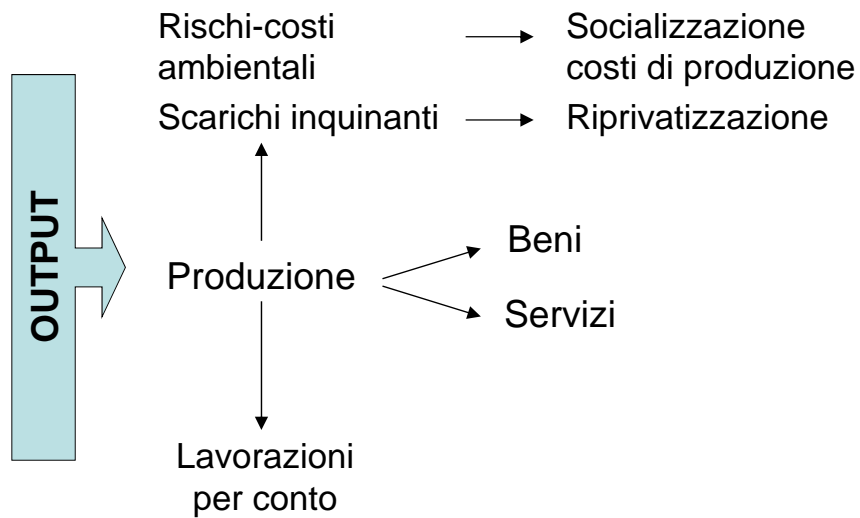 Rischi-costi
ambientali
Socializzazione
costi di produzione
Scarichi inquinanti
Riprivatizzazione
OUTPUT
Produzione
Beni
Servizi
Lavorazioni
per conto